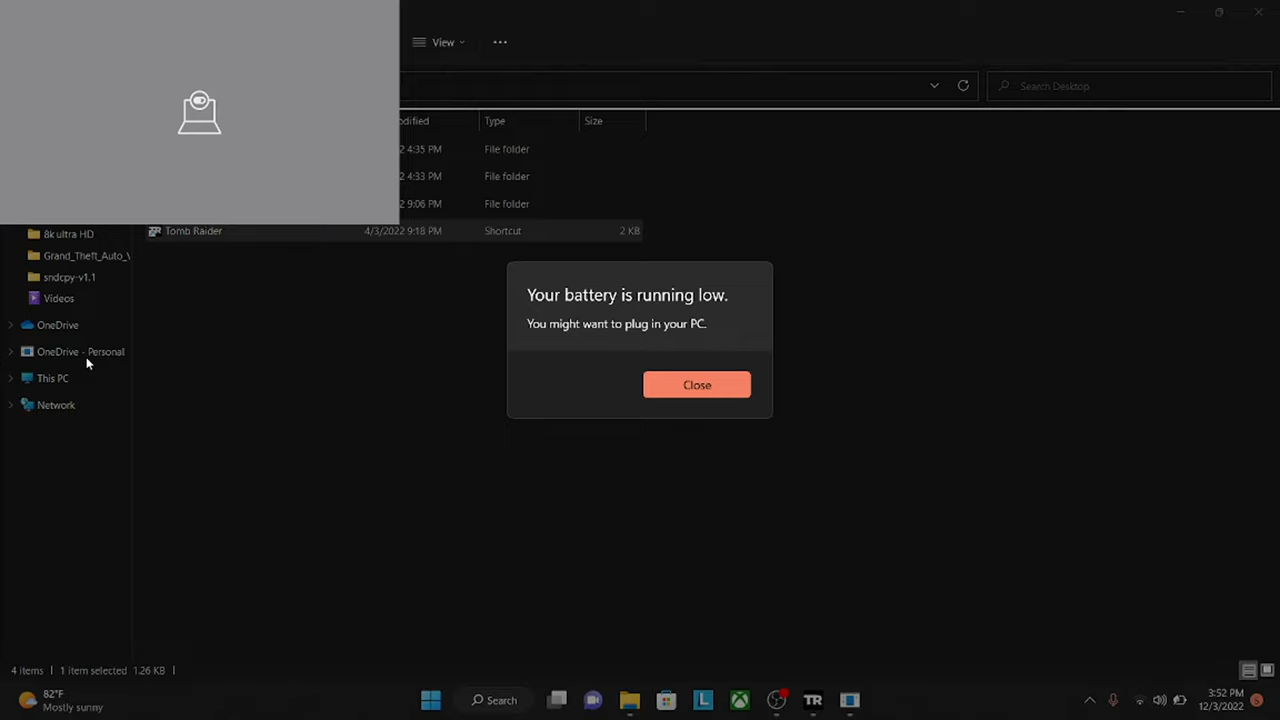 View
Search Desktop
odified Type Size
2 4:35 PM File folder
2 4:33 PM File folder
2 9:06 PM File folder
Tomb Raider 4/3/2022 9:18 PM Shortcut 2 KB
8k ultra HD
Grand_Theft_Auto_V
sndcpy-v1.1
Videos
OneDrive
OneDrive - Personal
This PC
Network
Your battery is running low.
You might want to plug in your PC.
Close
4 items 1 item selected 1.26 KB
82°F
Mostly sunny
Search
L
TR
3:52 PM
12/3/2022